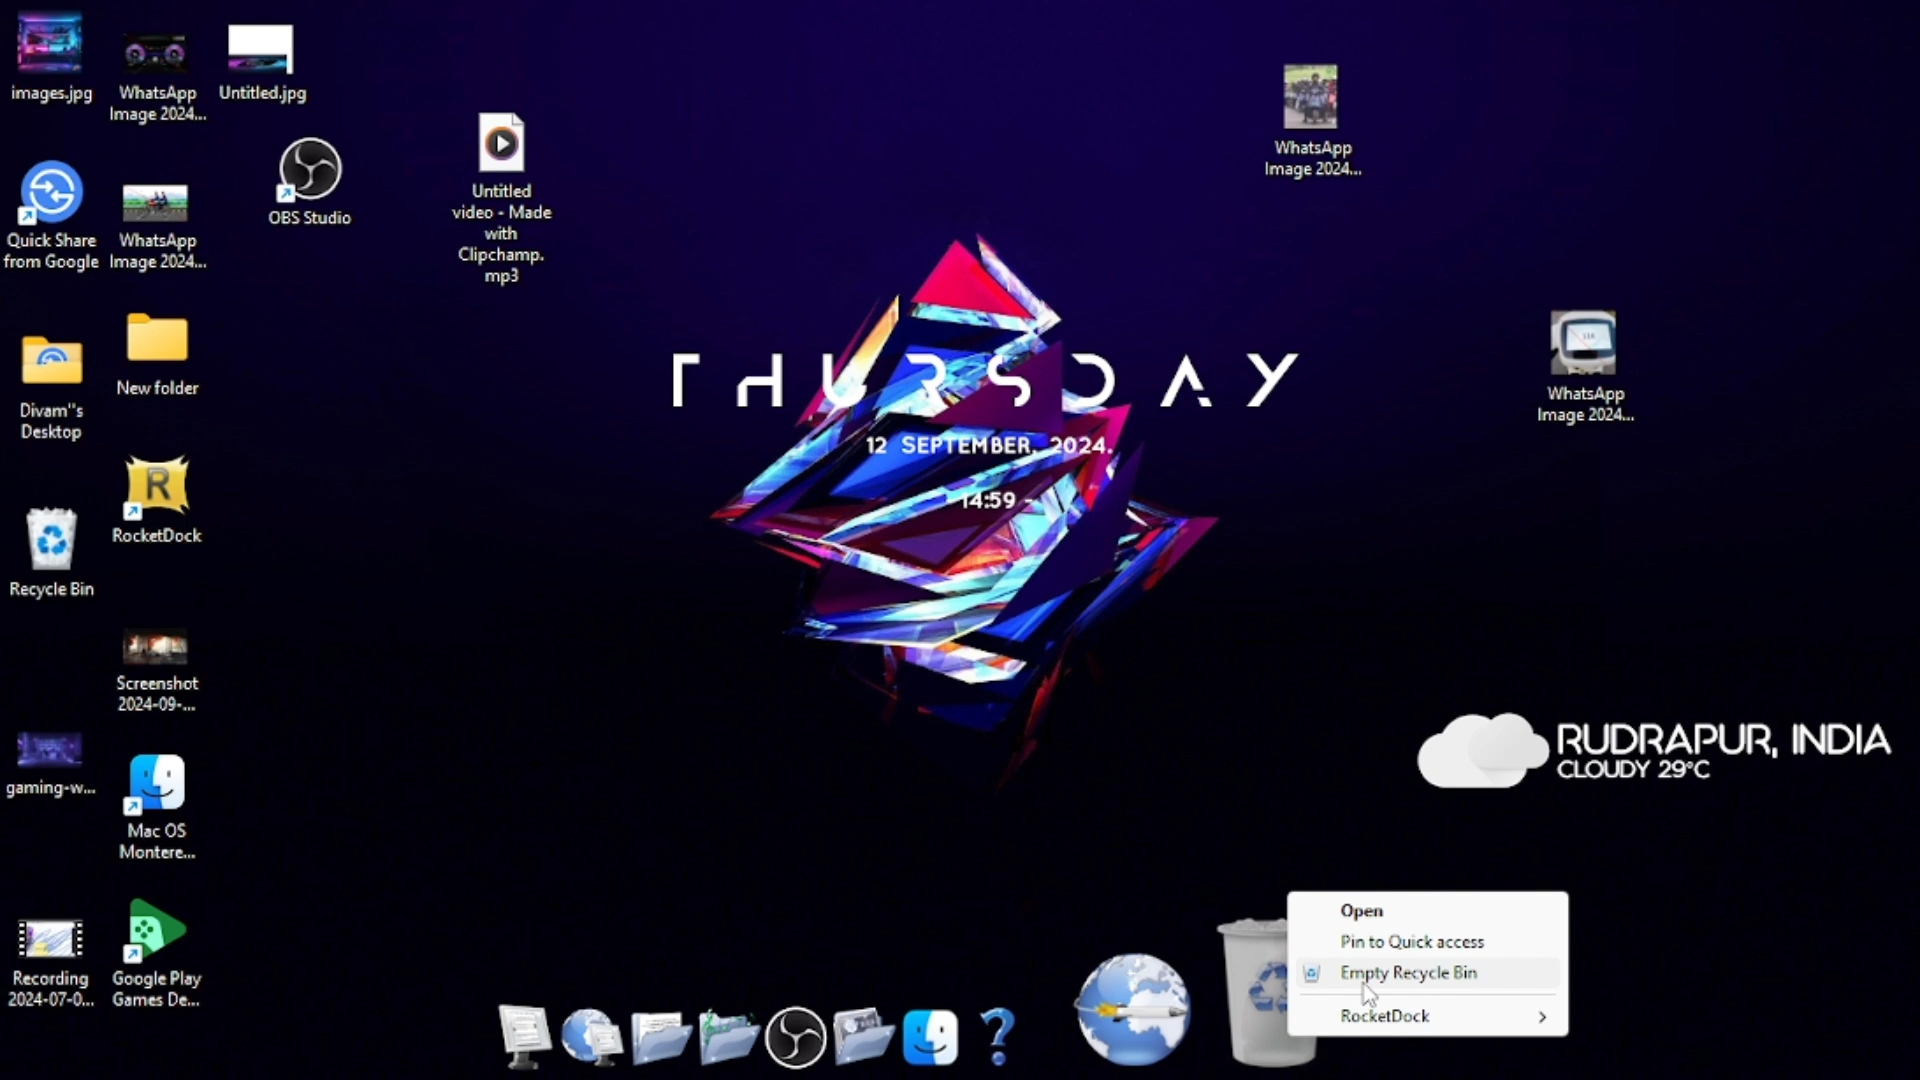 images.jpg
WhatsApp
Image 2024...
Untitled.jpg
Quick Share
from Google
WhatsApp
Image 2024...
OBS Studio
Untitled
video - Made
with
Clipchamp.
mp3
WhatsApp
Image 2024...
Divam''s
Desktop
New folder
WhatsApp
Image 2024...
THURSDAY
12 SEPTEMBER, 2024.
- 14:59 -
Recycle Bin
R
RocketDock
Screenshot
2024-09-...
gaming-w...
Mac OS
Montere...
RUDRAPUR, INDIA
CLOUDY 29°C
Recording
2024-07-0...
Google Play
Games De...
?
Open
Pin to Quick access
Empty Recycle Bin
RocketDock